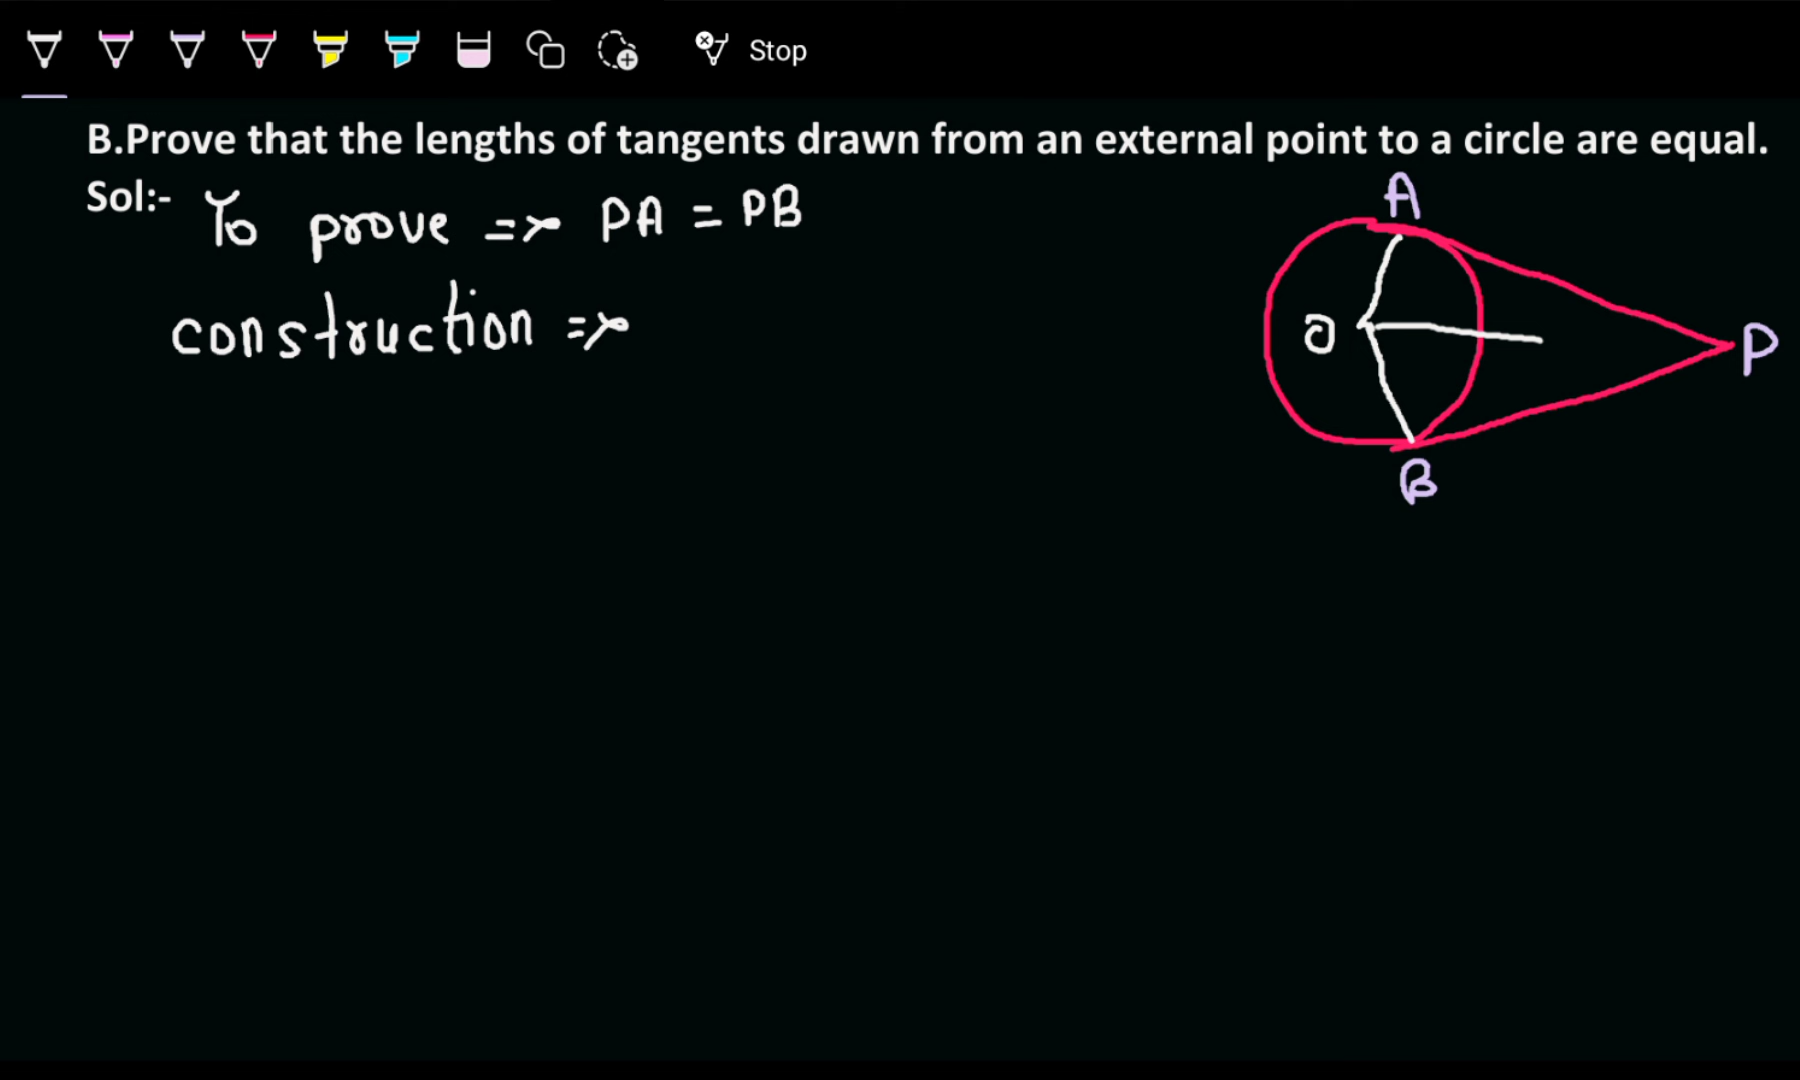 Stop
B.Prove that the lengths of tangents drawn from an external point to a circle are equal.
Sol:- To prove => PA = PB
construction =>
A
O
P
B